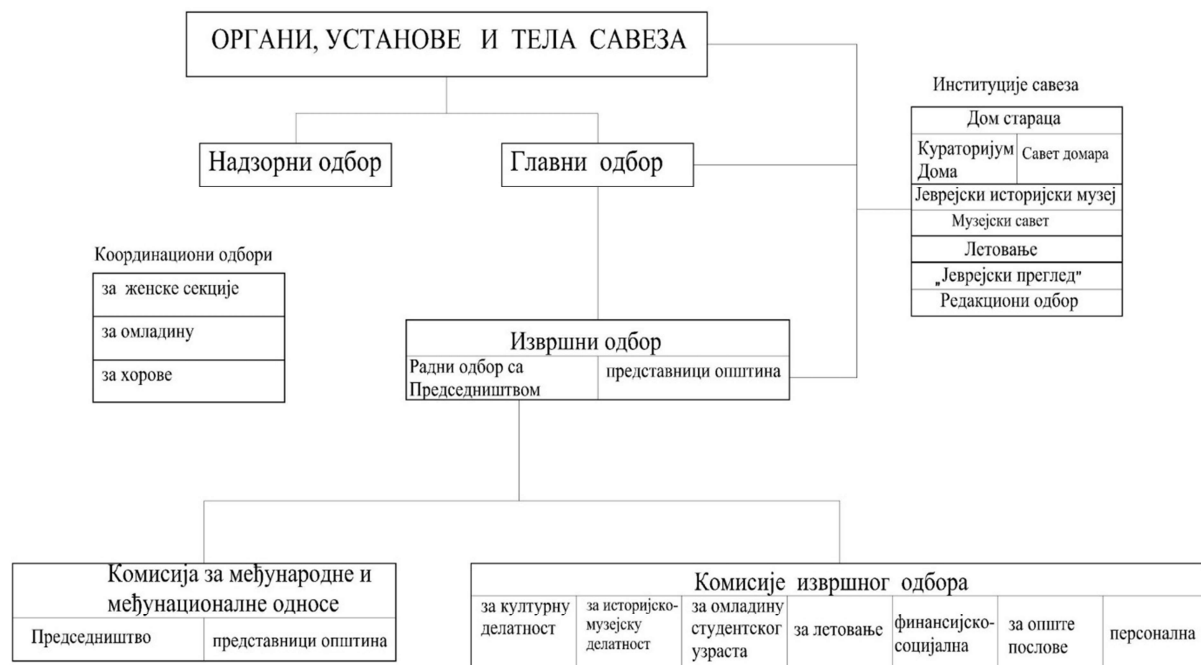 ОРГАНИ, УСТАНОВЕ И ТЕЛА САВЕЗА
Надзорни одбор
Главни одбор
Институције савеза
Дом стараца
Кураторијум
Дома
Савет домара
Јеврејски историјски музеј
Музејски савет
Летовање
„Јеврејски преглед"
Редакциони одбор
Координациони одбори
за женске секције
за омладину
за хорове
Извршни одбор
Радни одбор са
Председништвом
представници општина
Комисија за међународне и
међунационалне односе
Председништво
представници општина
Комисије извршног одбора
за културну
делатност
за историјско-
музејску
делатност
за омладину
студентског
узраста
за летовање
финансијско-
социјална
за опште
послове
персонална